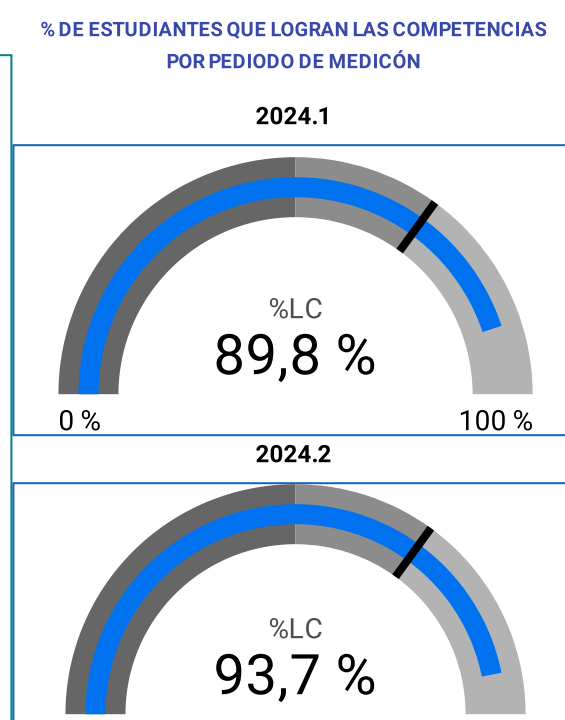 % DE ESTUDIANTES QUE LOGRAN LAS COMPETENCIAS
POR PEDIODO DE MEDICÓN
2024.1
%LC
89,8 %
0 %
100 %
2024.2
%LC
93,7 %